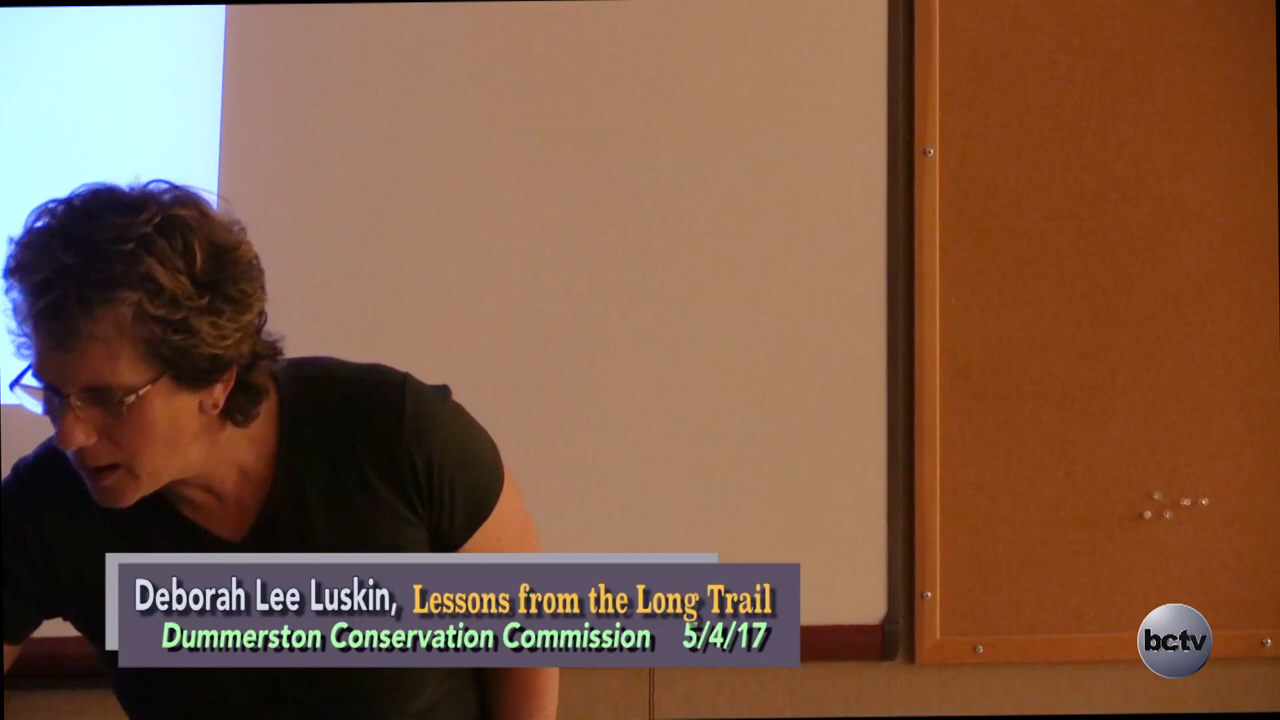 Deborah Lee Luskin, Lessons from the Long Trail
Dummerston Conservation Commission 5/4/17
bctv